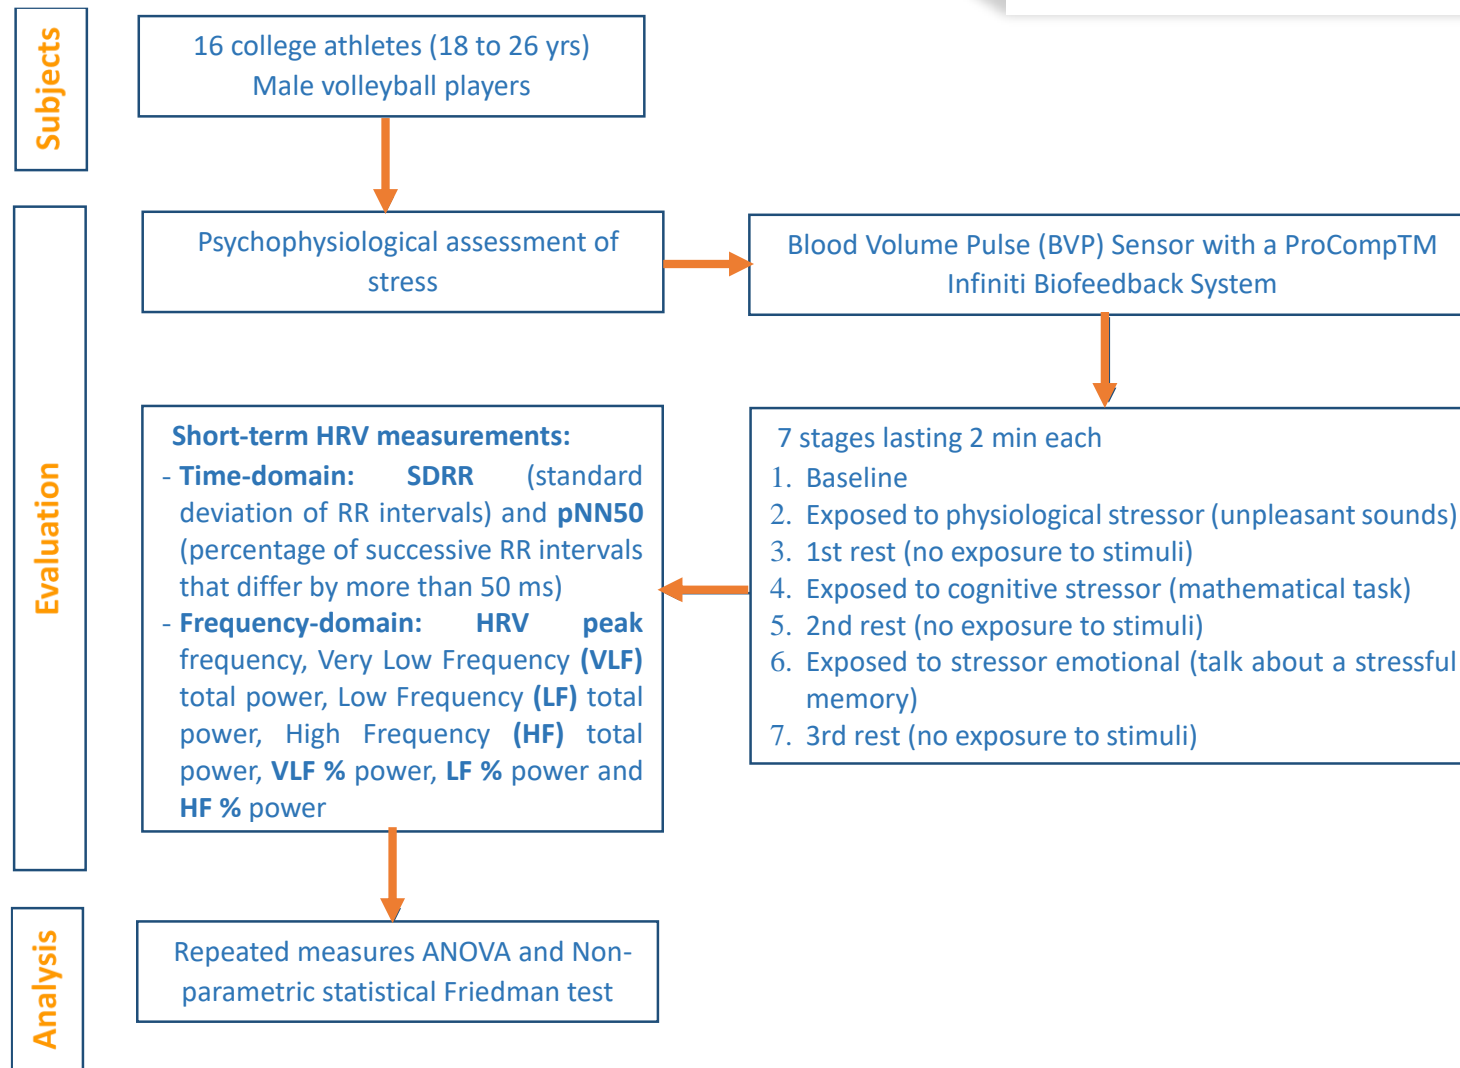 Subjects
16 college athletes (18 to 26 yrs)
Male volleyball players
Evaluation
Psychophysiological assessment of
stress
Blood Volume Pulse (BVP) Sensor with a ProCompTM
Infiniti Biofeedback System
7 stages lasting 2 min each
1. Baseline
2. Exposed to physiological stressor (unpleasant sounds)
3. 1st rest (no exposure to stimuli)
4. Exposed to cognitive stressor (mathematical task)
5. 2nd rest (no exposure to stimuli)
6. Exposed to stressor emotional (talk about a stressful
memory)
7. 3rd rest (no exposure to stimuli)
Short-term HRV measurements:
- Time-domain: SDRR (standard
deviation of RR intervals) and pNN50
(percentage of successive RR intervals
that differ by more than 50 ms)
- Frequency-domain: HRV peak
frequency, Very Low Frequency (VLF)
total power, Low Frequency (LF) total
power, High Frequency (HF) total
power, VLF % power, LF % power and
HF % power
Analysis
Repeated measures ANOVA and Non-
parametric statistical Friedman test